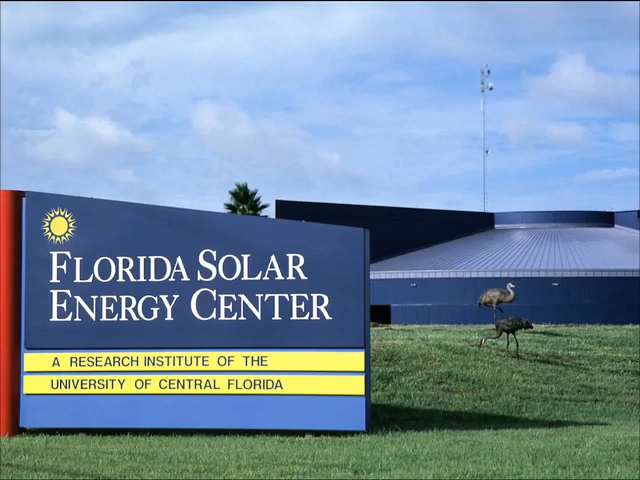 FLORIDA SOLAR
ENERGY CENTER
A RESEARCH INSTITUTE OF THE
UNIVERSITY OF CENTRAL FLORIDA